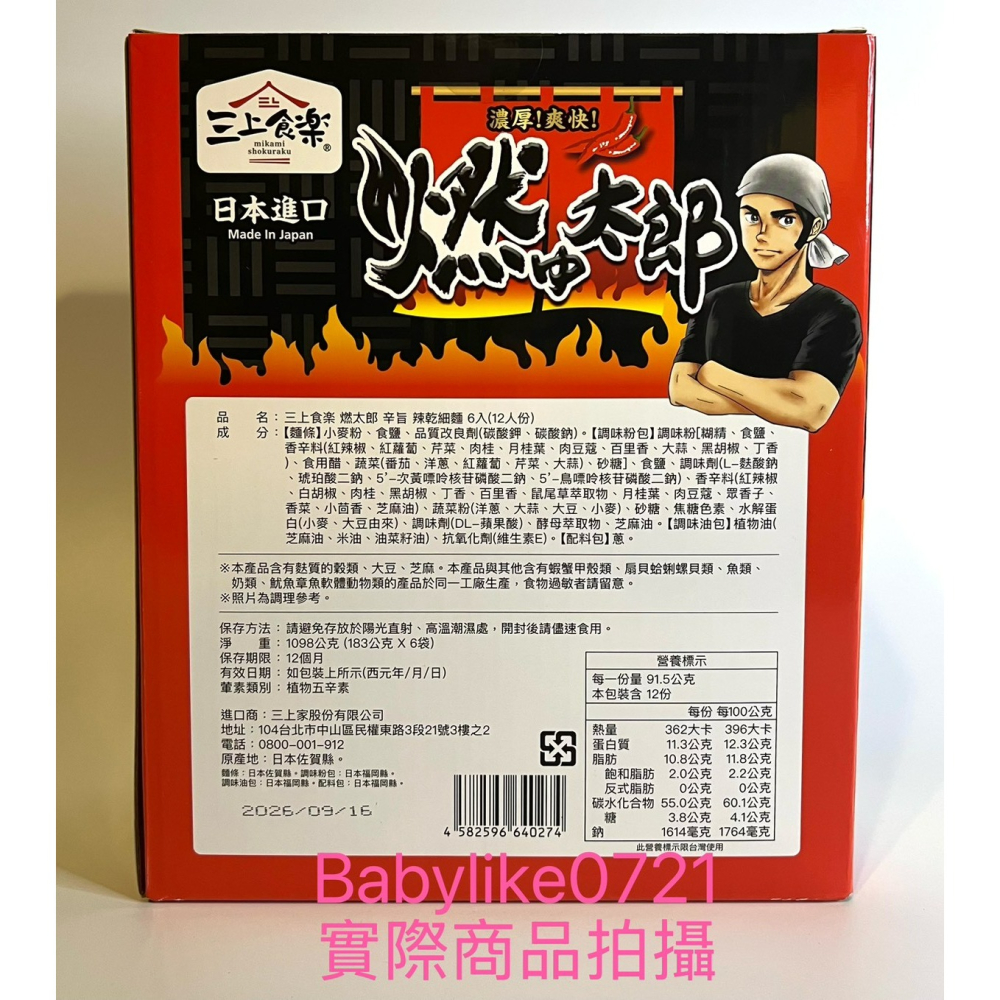 三上
三上食楽®
mikami
shokuraku
日本進口
Made In Japan
濃厚!爽快!
燃ゆ太郎
品　　名：三上食楽 燃太郎 辛旨 辣乾細麵 6入(12人份)
成　　分：【麵條】小麥粉、食鹽、品質改良劑(碳酸鉀、碳酸鈉)。【調味粉包】調味粉[糊精、食鹽、
香辛料(紅辣椒、紅蘿蔔、芹菜、肉桂、月桂葉、肉豆蔻、百里香、大蒜、黑胡椒、丁香
)、食用醋、蔬菜(番茄、洋蔥、紅蘿蔔、芹菜、大蒜)、砂糖]、食鹽、調味劑(L-麩酸鈉
、琥珀酸二鈉、5'-次黃嘌呤核苷磷酸二鈉、5'-鳥嘌呤核苷磷酸二鈉)、香辛料(紅辣椒
、白胡椒、肉桂、黑胡椒、丁香、百里香、鼠尾草萃取物、月桂葉、肉豆蔻、眾香子、
香菜、小茴香、芝麻油)、蔬菜粉(洋蔥、大蒜、大豆、小麥)、砂糖、焦糖色素、水解蛋
白(小麥、大豆由來)、調味劑(DL-蘋果酸)、酵母萃取物、芝麻油。【調味油包】植物油(
芝麻油、米油、油菜籽油)、抗氧化劑(維生素E)。【配料包】蔥。
※本產品含有麩質的穀類、大豆、芝麻。本產品與其他含有蝦蟹甲殼類、扇貝蛤蜊螺貝類、魚類、
奶類、魷魚章魚軟體動物類的產品於同一工廠生產，食物過敏者請留意。
※照片為調理參考。
保存方法：請避免存放於陽光直射、高溫潮濕處，開封後請儘速食用。
淨　　重：1098公克 (183公克 X 6袋)
保存期限：12個月
有效日期：如包裝上所示(西元年/月/日)
葷素類別：植物五辛素
進口商：三上家股份有限公司
地址：104台北市中山區民權東路3段21號3樓之2
電話：0800-001-912
原產地：日本佐賀縣。
麵條：日本佐賀縣。調味粉包：日本福岡縣。
調味油包：日本福岡縣。配料包：日本福岡縣。
2026/09/16
4 582596 640274
營養標示
每一份量 91.5公克
本包裝含 12份
每份 每100公克
熱量 362大卡 396大卡
蛋白質 11.3公克 12.3公克
脂肪 10.8公克 11.8公克
飽和脂肪 2.0公克 2.2公克
反式脂肪 0公克 0公克
碳水化合物 55.0公克 60.1公克
糖 3.8公克 4.1公克
鈉 1614毫克 1764毫克
此營養標示限台灣使用
Babylike0721
實際商品拍攝